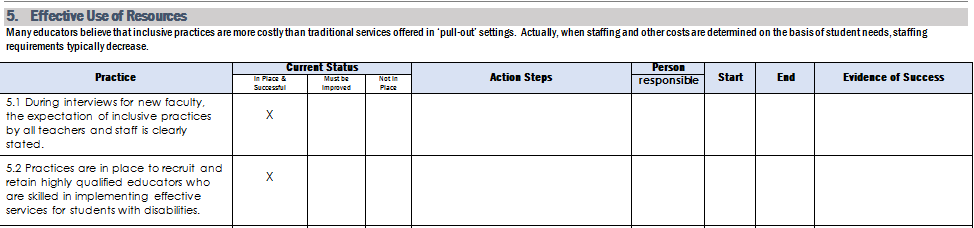 5. Effective Use of Resources
Many educators believe that inclusive practices are more costly than traditional services offered in 'pull-out' settings. Actually, when staffing and other costs are determined on the basis of student needs, staffing
requirements typically decrease.
Practice
Current Status
In Place &
Successful
Must be
Improved
Not in
Place
Action Steps
Person
responsible
Start
End
Evidence of Success
5.1 During interviews for new faculty,
the expectation of inclusive practices
by all teachers and staff is clearly
stated.
X
5.2 Practices are in place to recruit and
retain highly qualified educators who
are skilled in implementing effective
services for students with disabilities.
X